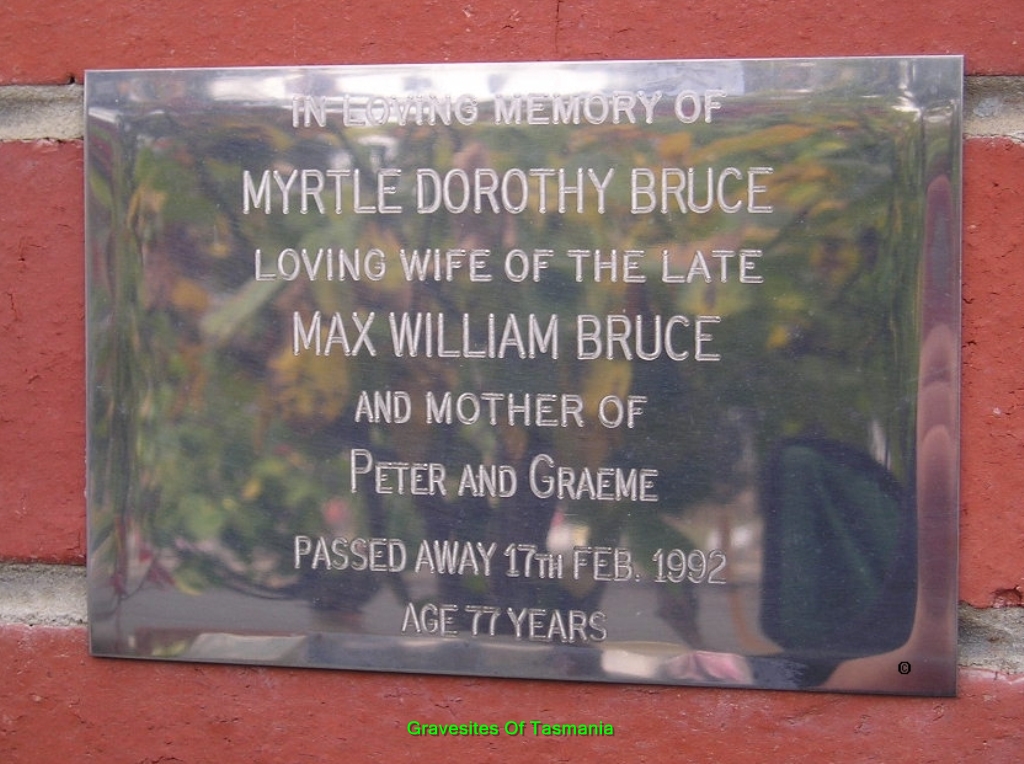 IN LOVING MEMORY OF
MYRTLE DOROTHY BRUCE
LOVING WIFE OF THE LATE
MAX WILLIAM BRUCE
AND MOTHER OF
PETER AND GRAEME
PASSED AWAY 17TH FEB. 1992
AGE 77 YEARS
©
Gravesites Of Tasmania